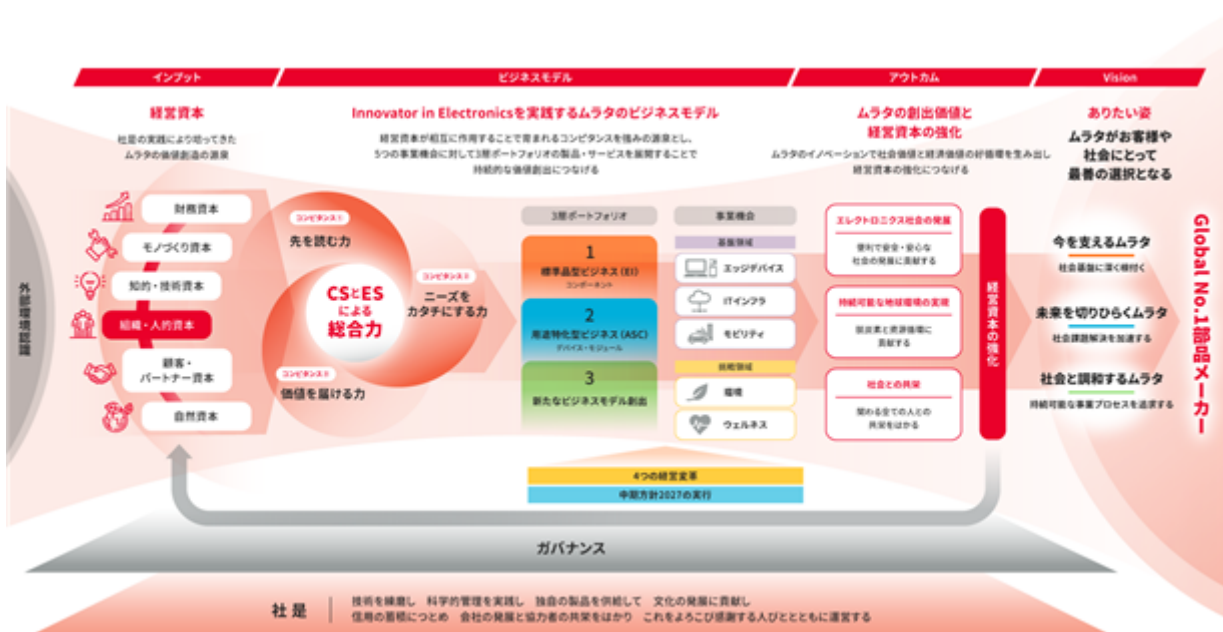 インプット
ビジネスモデル
アウトカム
Vision
経営資本
社是の実践により培ってきた
ムラタの価値創造の源泉
Innovator in Electronicsを実践するムラタのビジネスモデル
経営資本が相互に作用することで育まれるコンピタンスを強みの源泉とし、
5つの事業機会に対して3層ポートフォリオの製品・サービスを展開することで
持続的な価値創出につなげる
ムラタの創出価値と
経営資本の強化
ムラタのイノベーションで社会価値と経済価値の好循環を生み出し
経営資本の強化につなげる
ありたい姿
ムラタがお客様や
社会にとって
最善の選択となる
外部環境認識
財務資本
モノづくり資本
知的・技術資本
組織・人的資本
顧客・
パートナー資本
自然資本
コンピタンス
先を読む力
コンピタンス
ニーズを
カタチにする力
コンピタンス
価値を届ける力
CSとES
による
総合力
3層ポートフォリオ
1
標準品型ビジネス(EI)
コンポーネント
2
用途特化型ビジネス(ASC)
デバイス・モジュール
3
新たなビジネスモデル創出
事業機会
基盤領域
エッジデバイス
ITインフラ
モビリティ
挑戦領域
環境
ウェルネス
エレクトロニクス社会の発展
便利で安全・安心な
社会の発展に貢献する
持続可能な地球環境の実現
脱炭素と資源循環に
貢献する
社会との共栄
関わる全ての人との
共栄をはかる
経営資本の強化
今を支えるムラタ
社会基盤に深く根付く
未来を切りひらくムラタ
社会課題解決を加速する
社会と調和するムラタ
持続可能な事業プロセスを追求する
Global No.1部品メーカー
4つの経営変革
中期方針2027の実行
ガバナンス
社是
技術を練磨し 科学的管理を実践し 独自の製品を供給して 文化の発展に貢献し
信用の蓄積につとめ 会社の発展と協力者の共栄をはかり これをよろこび感謝する人びととともに運営する